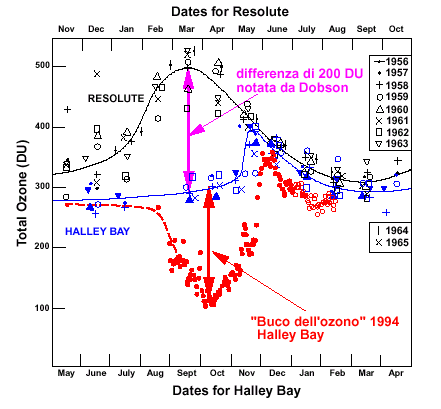 Dates for Resolute
Nov Dec Jan Feb Mar Apr May June July Aug Sept Oct
Total Ozone (DU)
500
400
300
200
100
RESOLUTE
HALLEY BAY
differenza di 200 DU
notata da Dobson
1956
1957
1958
1959
1960
1961
1962
1963
1964
1965
"Buco dell'ozono" 1994
Halley Bay
May June July Aug Sept Oct Nov Dec Jan Feb Mar Apr
Dates for Halley Bay